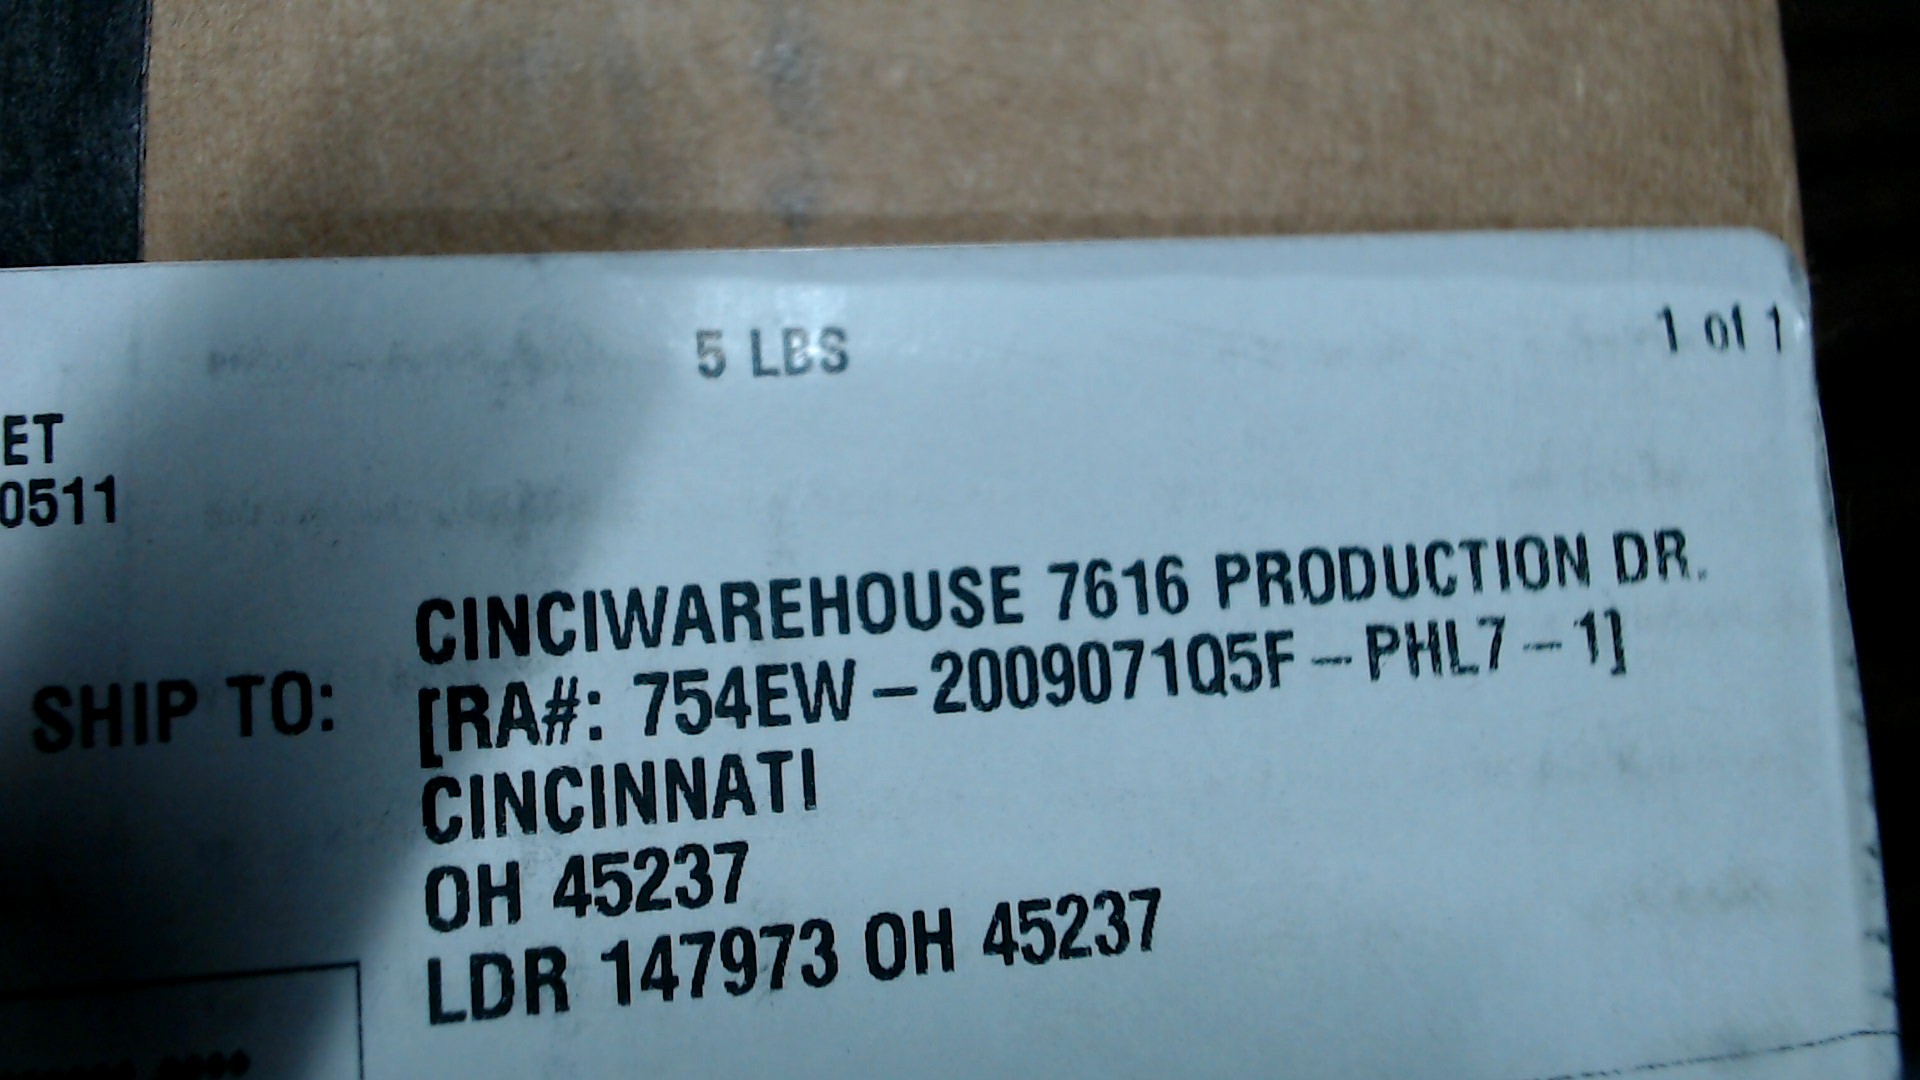 5 LBS
1 of 1
ET
0511
SHIP TO:
CINCIWAREHOUSE 7616 PRODUCTION DR.
[RA#: 754EW-2009071Q5F-PHL7-1]
CINCINNATI
OH 45237
LDR 147973 OH 45237